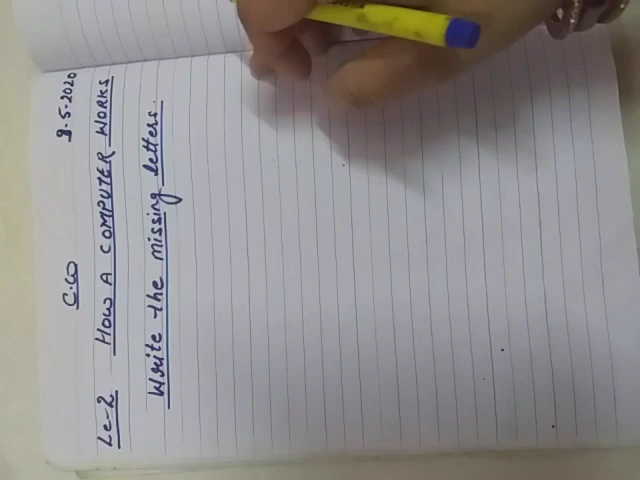 C.W 8.5.2020
Le-2 HOW A COMPUTER WORKS
Write the missing letters.